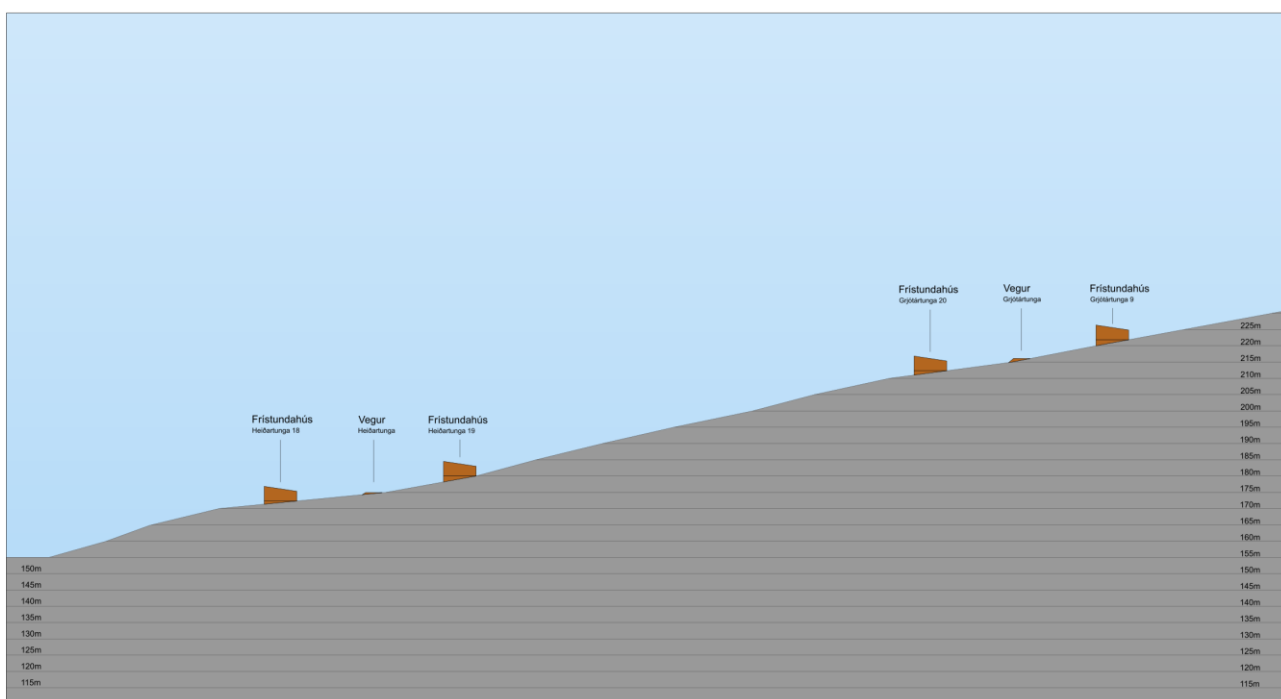 Frístundahús
Grjótártunga 20
Vegur
Grjótártunga
Frístundahús
Grjótártunga 9
Frístundahús
Heiðartunga 18
Vegur
Heiðartunga
Frístundahús
Heiðartunga 19
225m
220m
215m
210m
205m
200m
195m
190m
185m
180m
175m
170m
165m
160m
155m
150m
145m
140m
135m
130m
125m
120m
115m
150m
145m
140m
135m
130m
125m
120m
115m